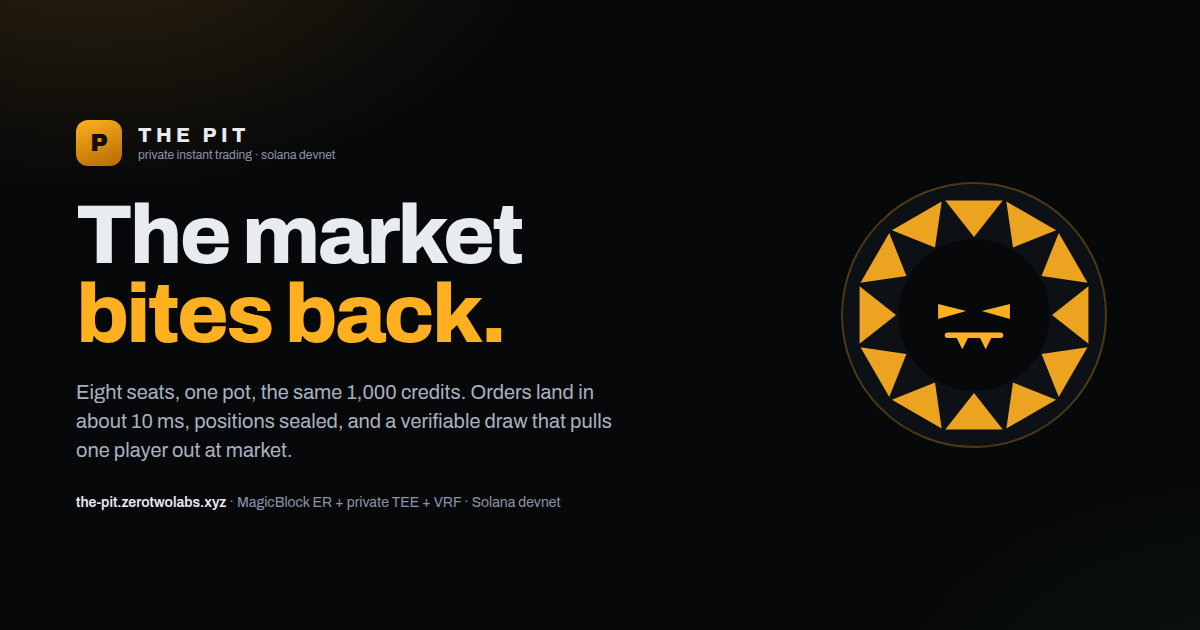 P
THE PIT
private instant trading · solana devnet
The market
bites back.
Eight seats, one pot, the same 1,000 credits. Orders land in
about 10 ms, positions sealed, and a verifiable draw that pulls
one player out at market.
the-pit.zerotwolabs.xyz · MagicBlock ER + private TEE + VRF · Solana devnet